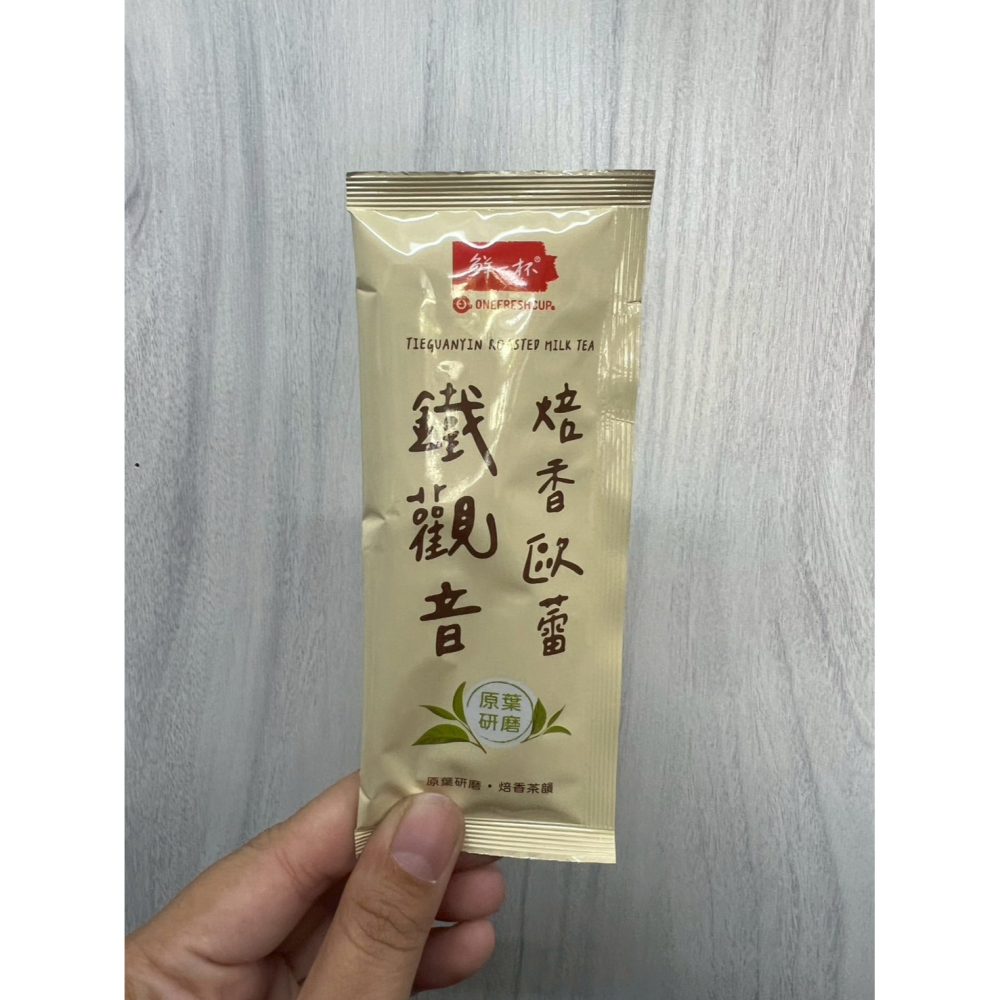 鮮一杯®
ONEFRESHCUP®
TIEGUANYIN ROASTED MILK TEA
鐵觀音
焙香歐蕾
原葉
研磨
原葉研磨・焙香茶韻